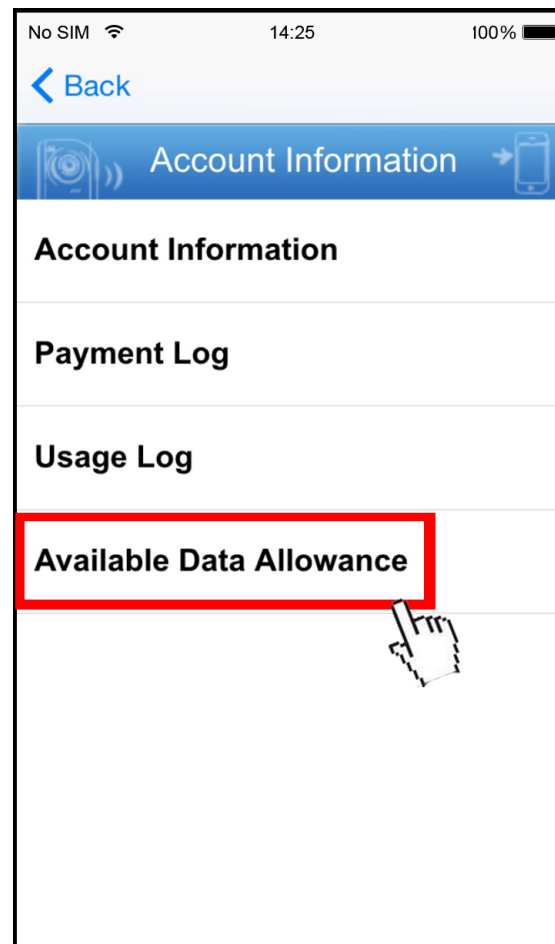 No SIM 14:25 100%
Back
Account Information
Account Information
Payment Log
Usage Log
Available Data Allowance